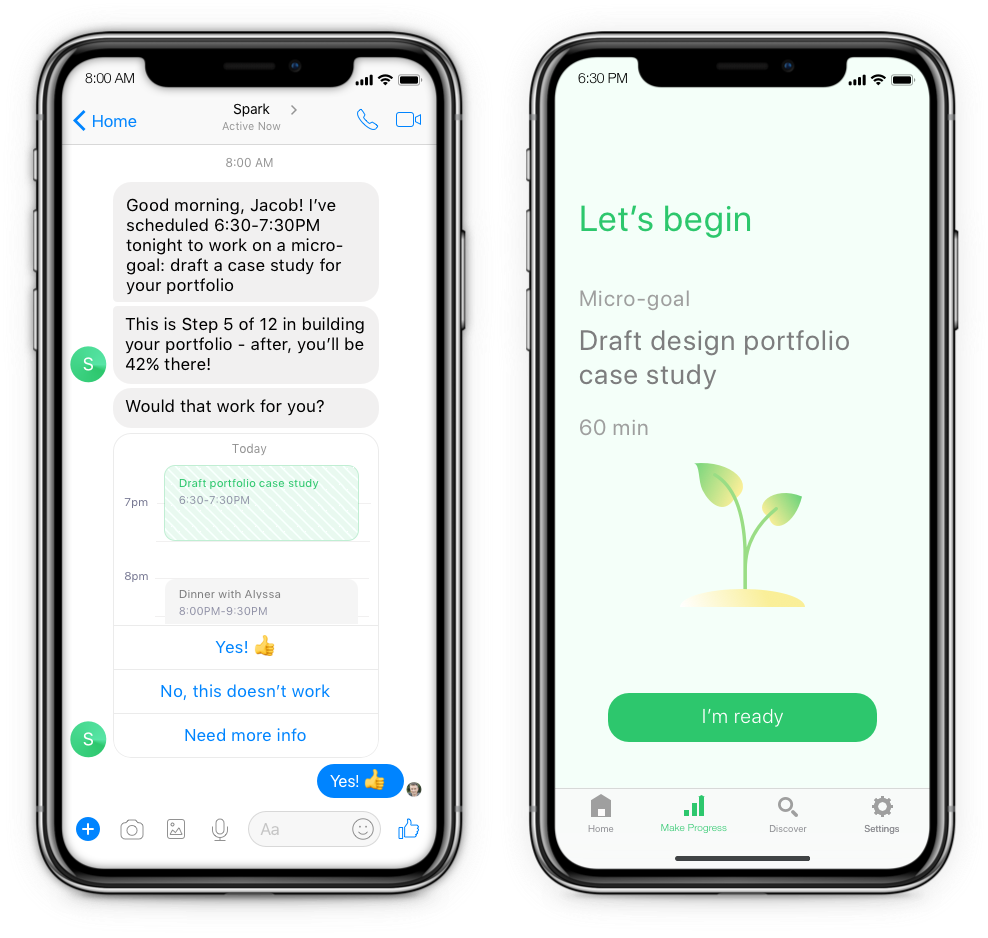 8:00 AM
Home
Spark
Active Now
8:00 AM
Good morning, Jacob! I’ve
scheduled 6:30-7:30PM
tonight to work on a micro-
goal: draft a case study for
your portfolio
This is Step 5 of 12 in building
your portfolio - after, you’ll be
42% there!
S
Would that work for you?
Today
Draft portfolio case study
7pm
6:30-7:30PM
8pm
Dinner with Alyssa
8:00PM-9:30PM
Yes! 👍
No, this doesn’t work
Need more info
S
Yes! 👍
Aa
6:30 PM
Let’s begin
Micro-goal
Draft design portfolio
case study
60 min
I’m ready
Home
Make Progress
Discover
Settings